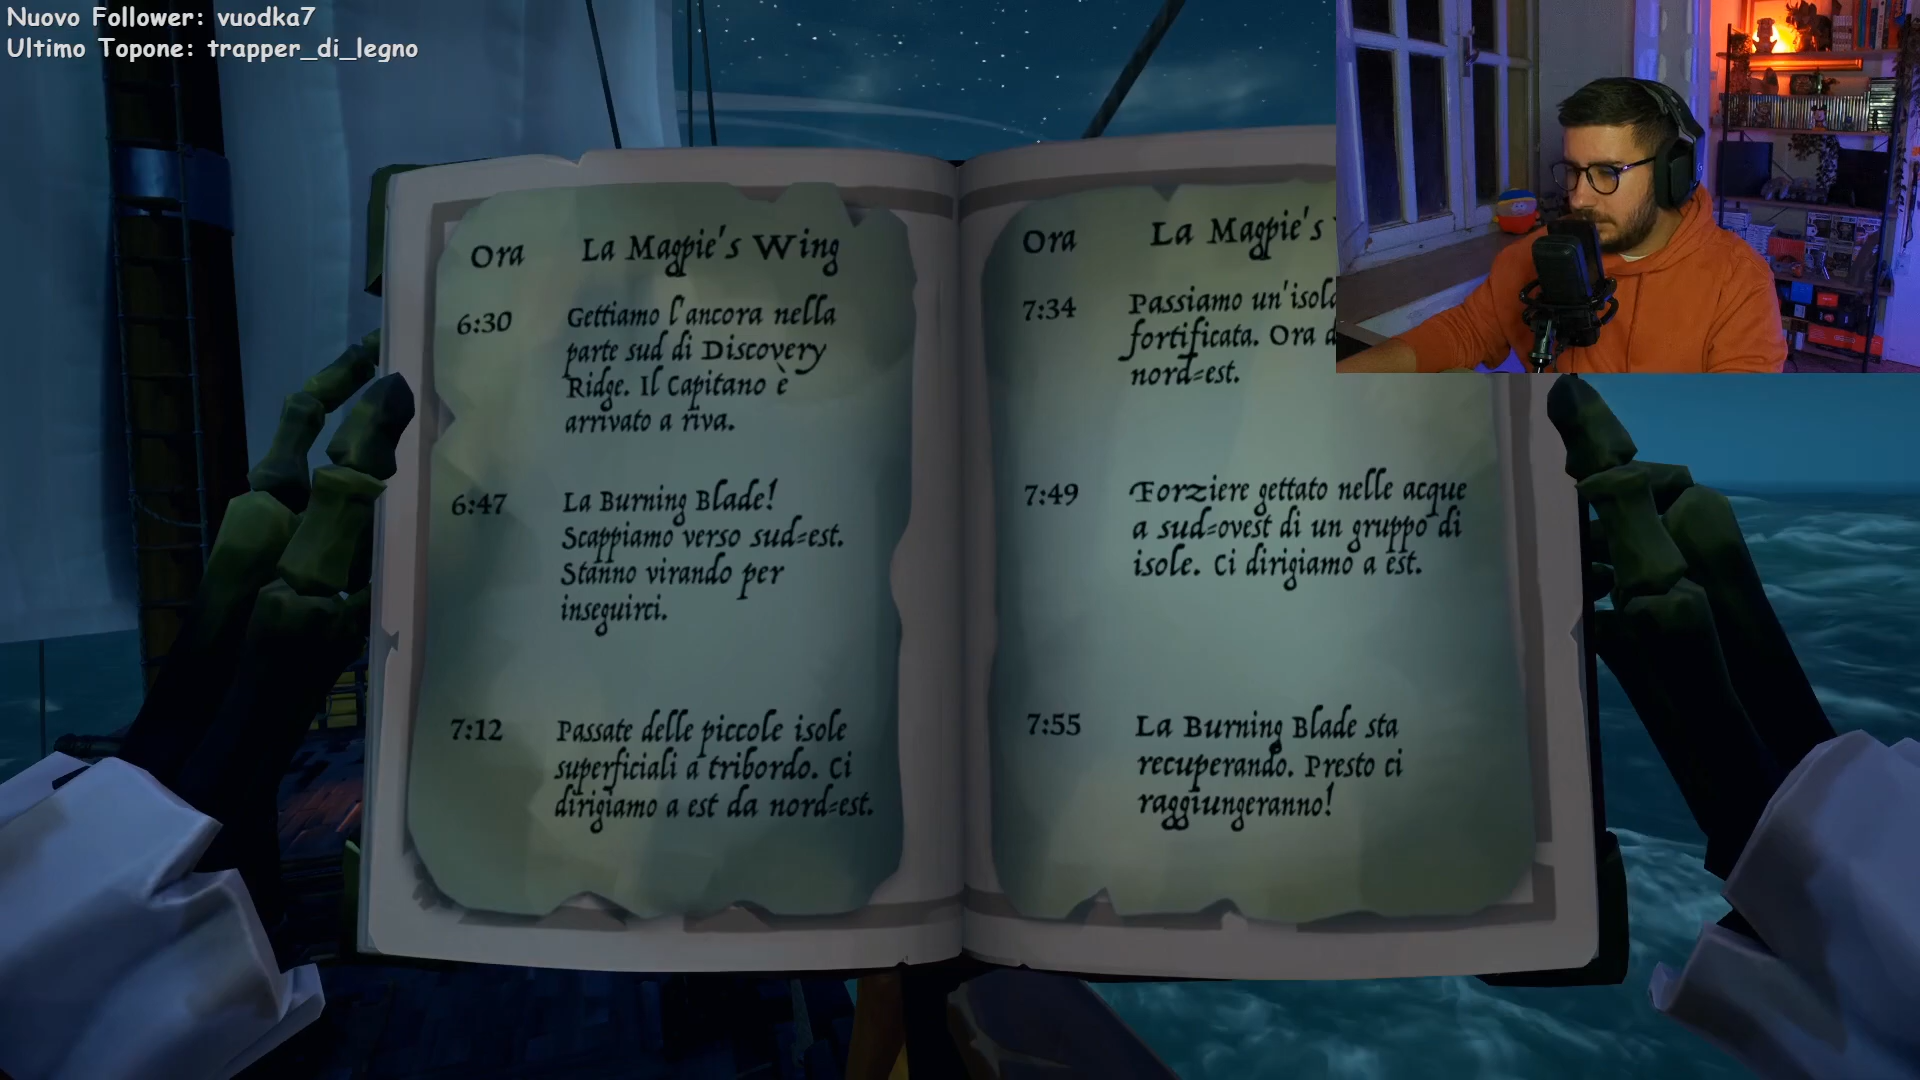 Nuovo Follower: vuodka7
Ultimo Topone: trapper_di_legno
Ora La Magpie's Wing
6:30 Gettiamo l'ancora nella
parte sud di Discovery
Ridge. Il Capitano è
arrivato a riva.
6:47 La Burning Blade!
Scappiamo verso sud-est.
Stanno virando per
inseguirci.
7:12 Passate delle piccole isole
superficiali a tribordo. Ci
dirigiamo a est da nord-est.
Ora La Magpie's
7:34 Passiamo un'isola
fortificata. Ora
nord-est.
7:49 Forziere gettato nelle acque
a sud-ovest di un gruppo di
isole. Ci dirigiamo a est.
7:55 La Burning Blade sta
recuperando. Presto ci
raggiungeranno!